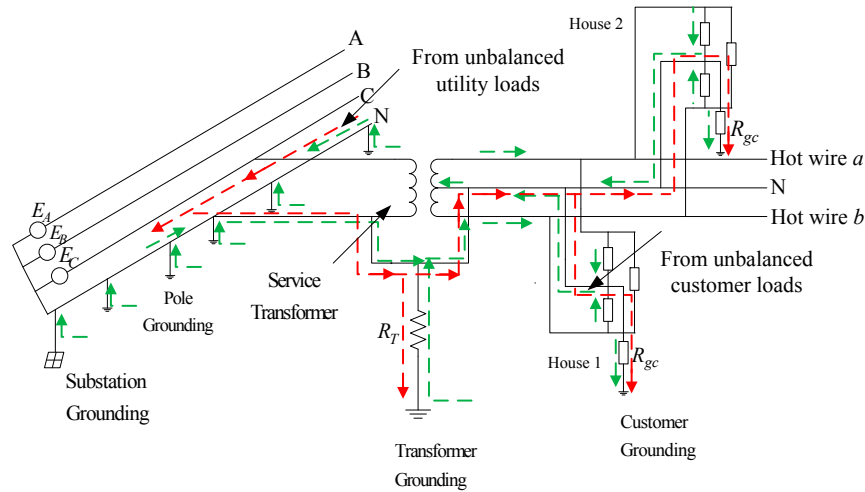 House 2
A
From unbalanced
utility loads
B
C
N
R_gc
Hot wire a
N
Hot wire b
E_A
E_B
E_C
From unbalanced
customer loads
Service
Transformer
Pole
Grounding
R_T
House 1
R_gc
Substation
Grounding
Customer
Grounding
Transformer
Grounding